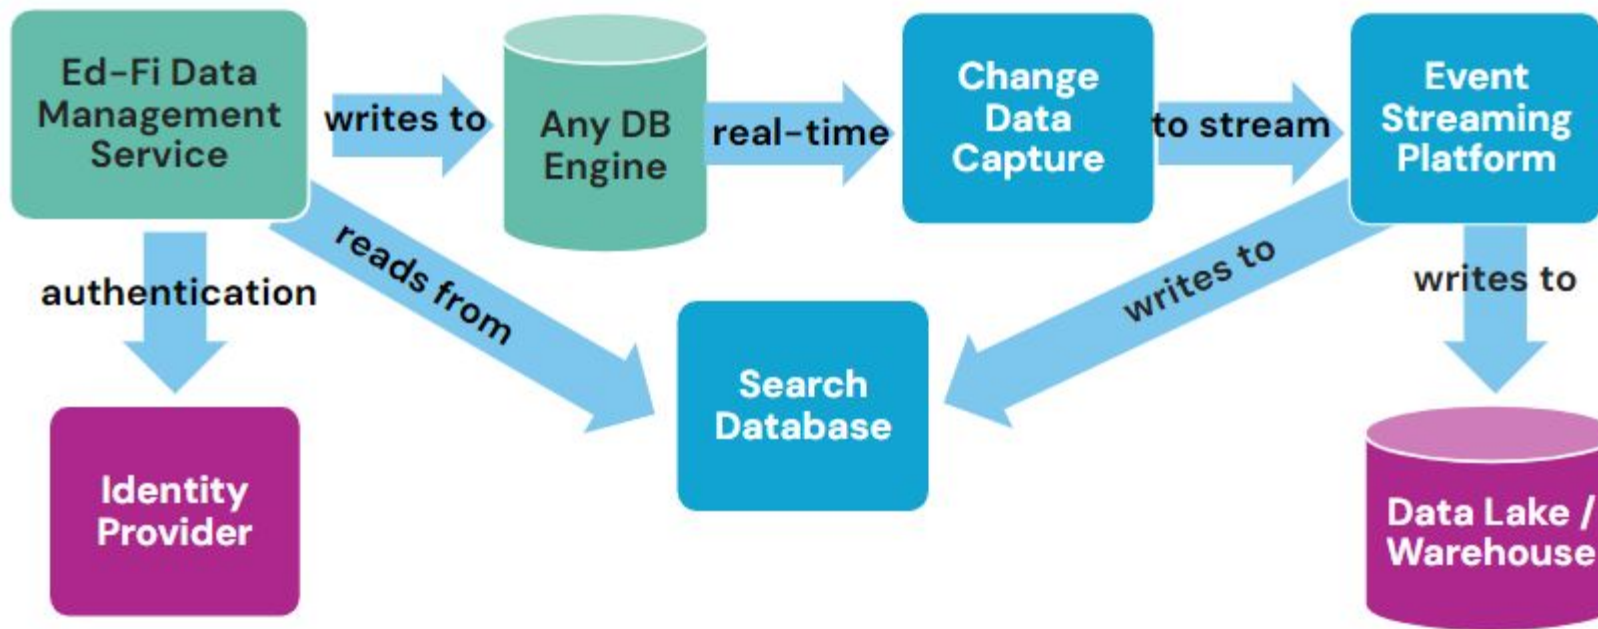 Ed-Fi Data
Management
Service
writes to
Any DB
Engine
real-time
Change
Data
Capture
to stream
Event
Streaming
Platform
authentication
reads from
writes to
writes to
Search
Database
Identity
Provider
Data Lake /
Warehouse